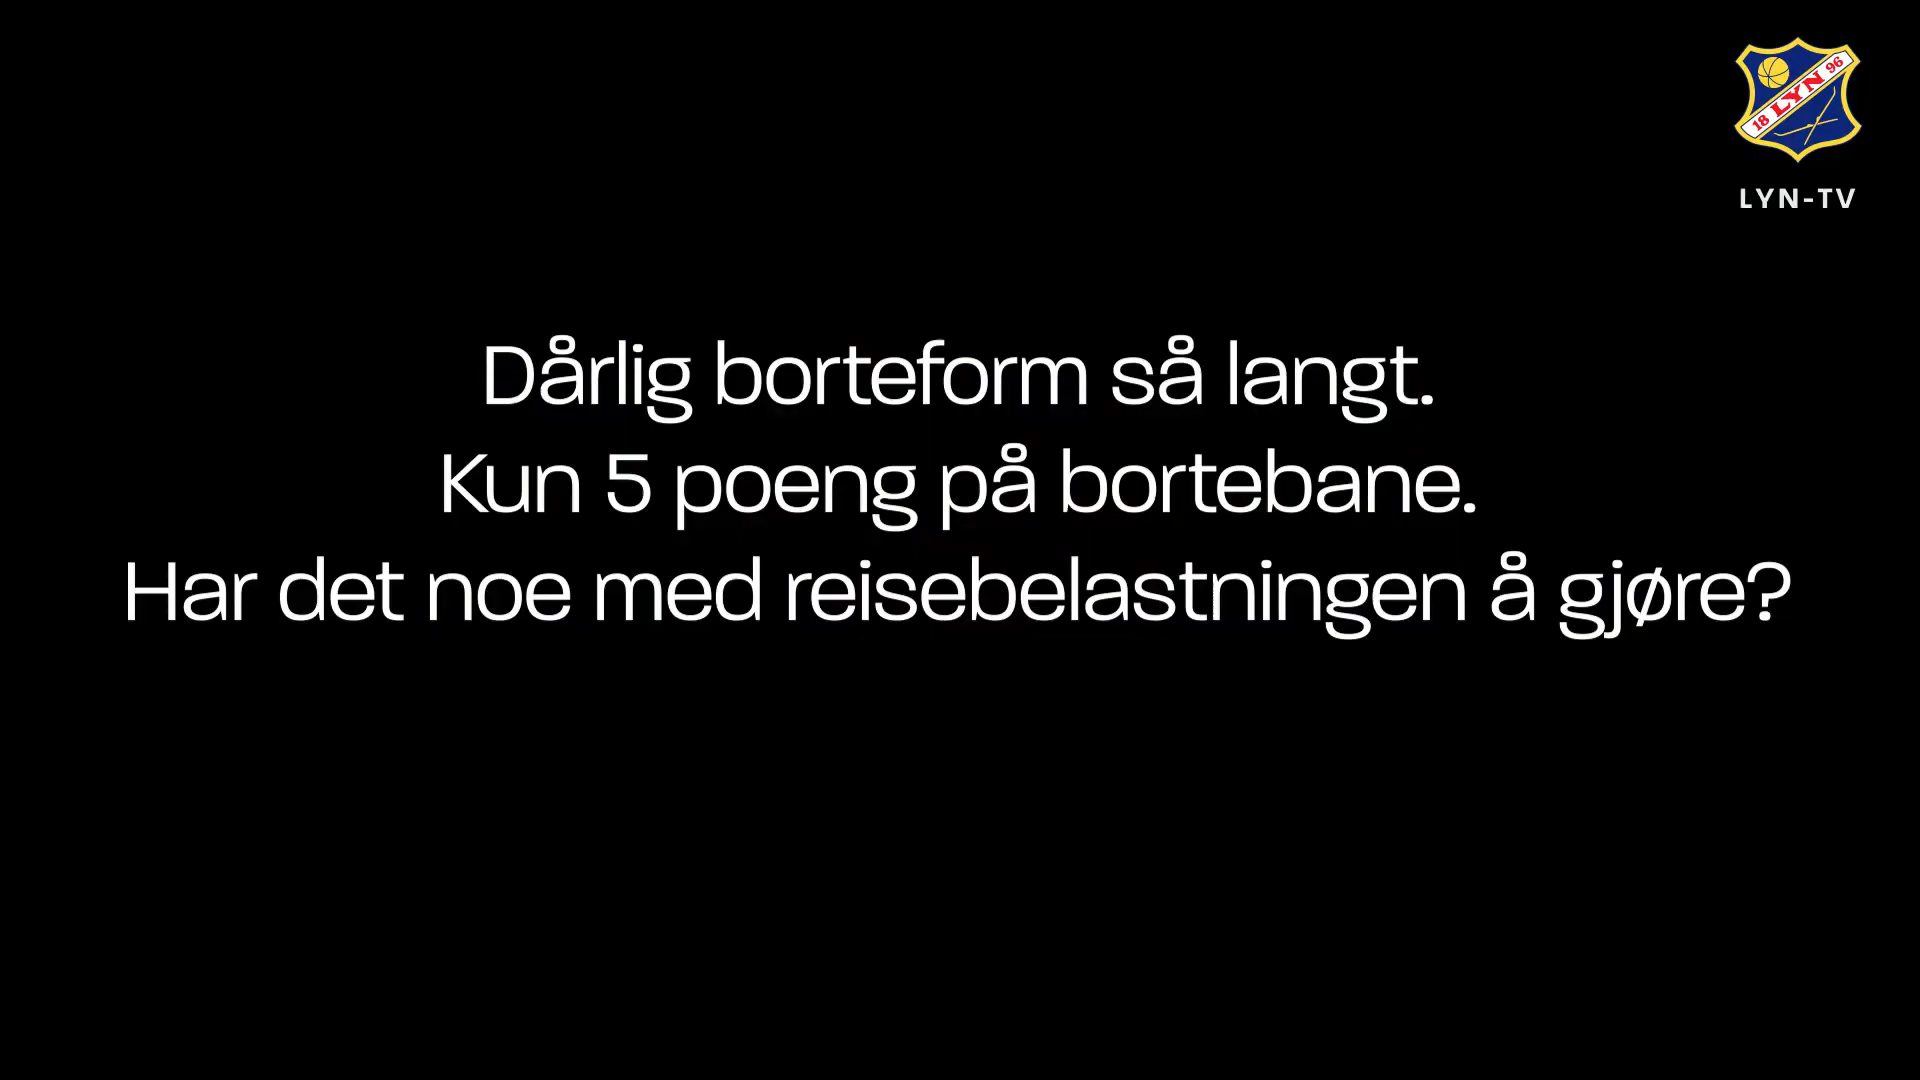 18 LYN 96
LYN-TV
Dårlig borteform så langt.
Kun 5 poeng på bortebane.
Har det noe med reisebelastningen å gjøre?